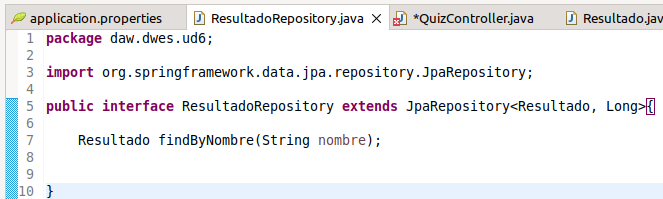 application.properties ResultadoRepository.java *QuizController.java Resultado.jav
1 package daw.dwes.ud6;
2
3 import org.springframework.data.jpa.repository.JpaRepository;
4
5 public interface ResultadoRepository extends JpaRepository<Resultado, Long>{
6
7 Resultado findByNombre(String nombre);
8
9
10 }